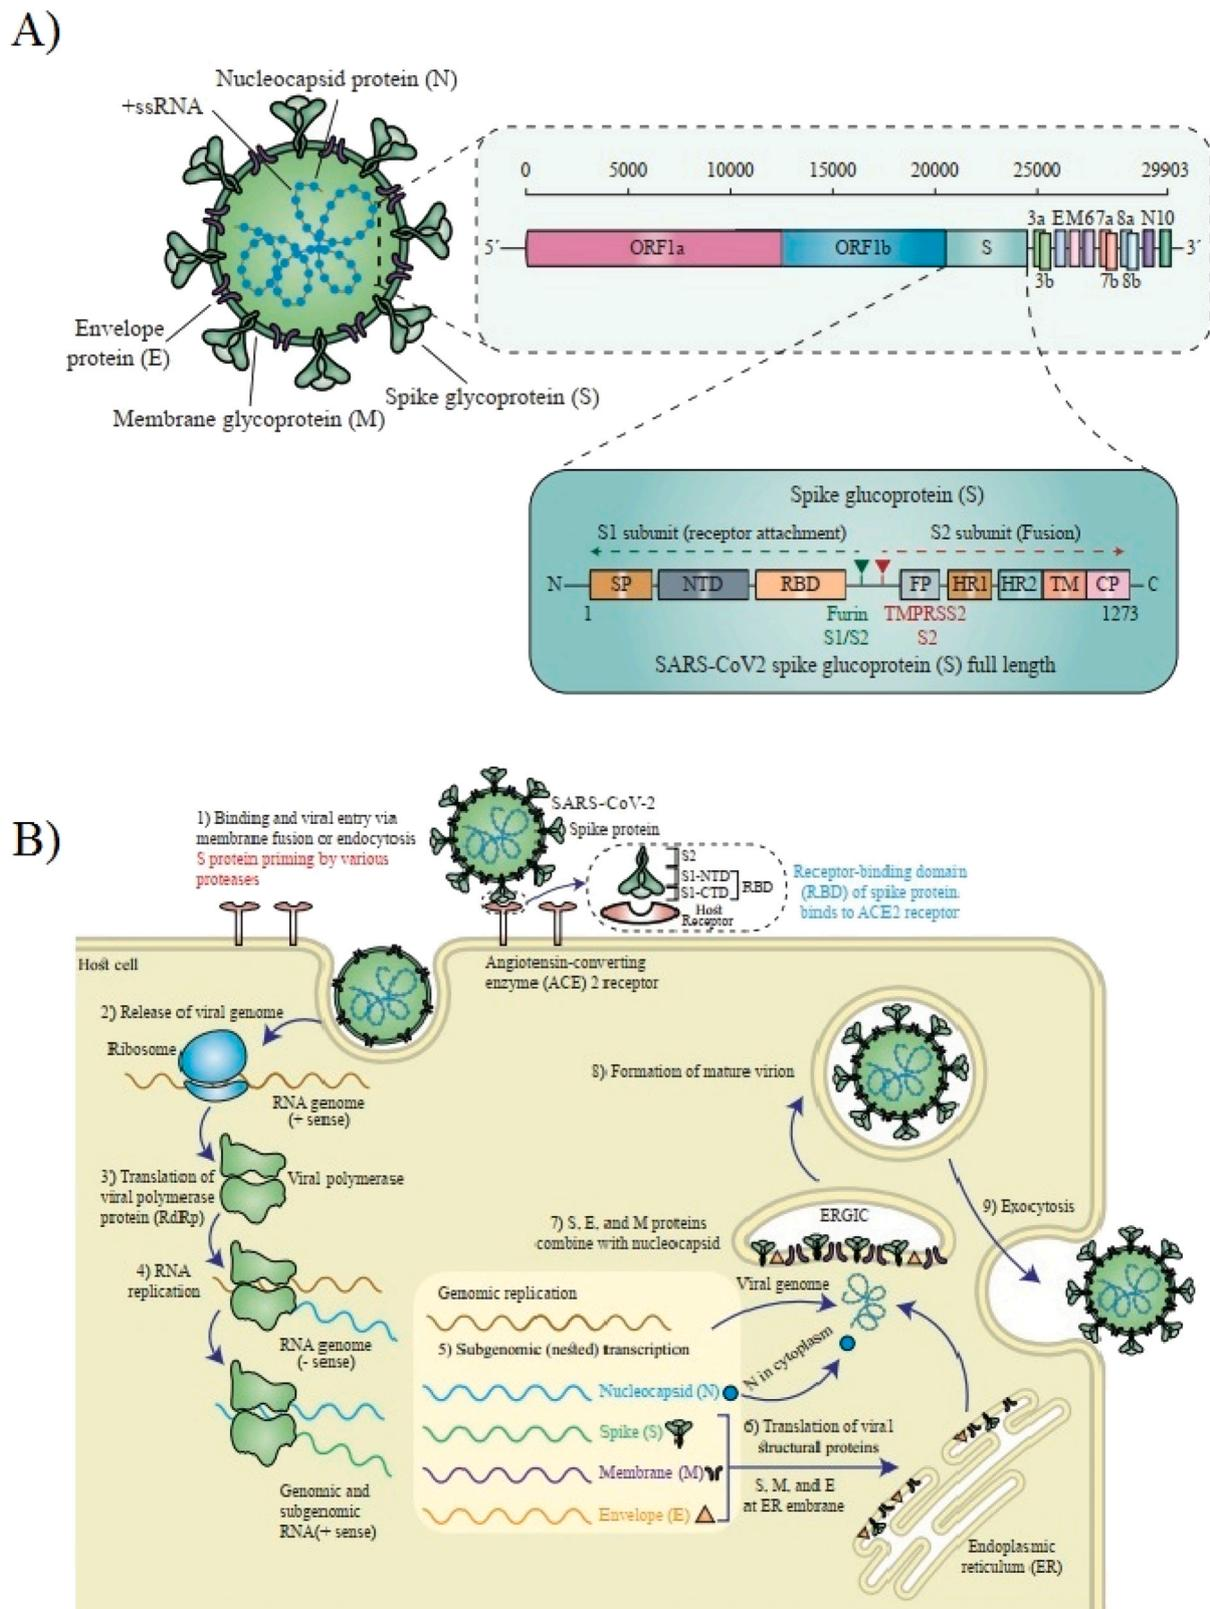 A)
Nucleocapsid protein (N)
+ssRNA
Envelope
protein (E)
Membrane glycoprotein (M)
Spike glycoprotein (S)
0 5000 10000 15000 20000 25000 29903
3a E M 6 7a 8a N 10
5´ ORF1a ORF1b S 3´
3b 7b 8b
Spike glucoprotein (S)
S1 subunit (receptor attachment) S2 subunit (Fusion)
N SP NTD RBD FP HR1 HR2 TM CP C
1 Furin TMPRSS2 1273
S1/S2 S2
SARS-CoV2 spike glucoprotein (S) full length
B)
1) Binding and viral entry via
membrane fusion or endocytosis
S protein priming by various
proteases
SARS-CoV-2
Spike protein
S2
S1-NTD
S1-CTD
RBD
Host
Receptor
Receptor-binding domain
(RBD) of spike protein.
binds to ACE2 receptor
Host cell
Angiotensin-converting
enzyme (ACE) 2 receptor
2) Release of viral genome
Ribosome
RNA genome
(+ sense)
3) Translation of
viral polymerase
protein (RdRp)
Viral polymerase
4) RNA
replication
RNA genome
(- sense)
Genomic and
subgenomic
RNA(+ sense)
Genomic replication
5) Subgenomic (nested) transcription
Nucleocapsid (N)
Spike (S)
Membrane (M)
Envelope (E)
N in cytoplasm
6) Translation of viral
structural proteins
S, M, and E
at ER embrane
Endoplasmic
reticulum (ER)
7) S, E, and M proteins
combine with nucleocapsid
ERGIC
Viral genome
8) Formation of mature virion
9) Exocytosis